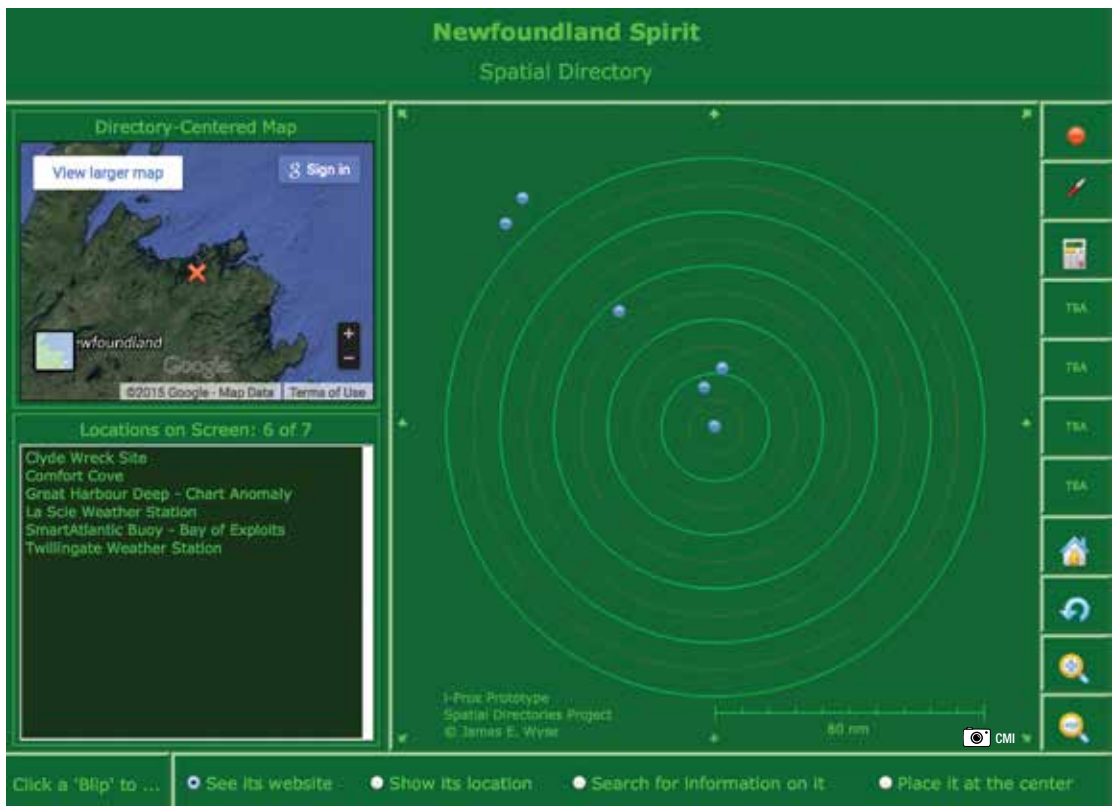 Newfoundland Spirit
Spatial Directory
Directory-Centered Map
View larger map
8 Sign in
wfoundland
Google
+
−
©2015 Google - Map Data
Terms of Use
Locations on Screen: 6 of 7
Clyde Wreck Site
Comfort Cove
Great Harbour Deep - Chart Anomaly
La Scie Weather Station
SmartAtlantic Buoy - Bay of Exploits
Twillingate Weather Station
I-Prox Prototype
Spatial Directories Project
© James E. Wyse
80 nm
CMI
TBA
TBA
TBA
TBA
Click a 'Blip' to ...
See its website
Show its location
Search for Information on it
Place it at the center